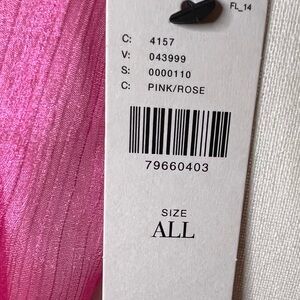 FL_14
C: 4157
V: 043999
S: 0000110
C: PINK/ROSE
79660403
SIZE
ALL